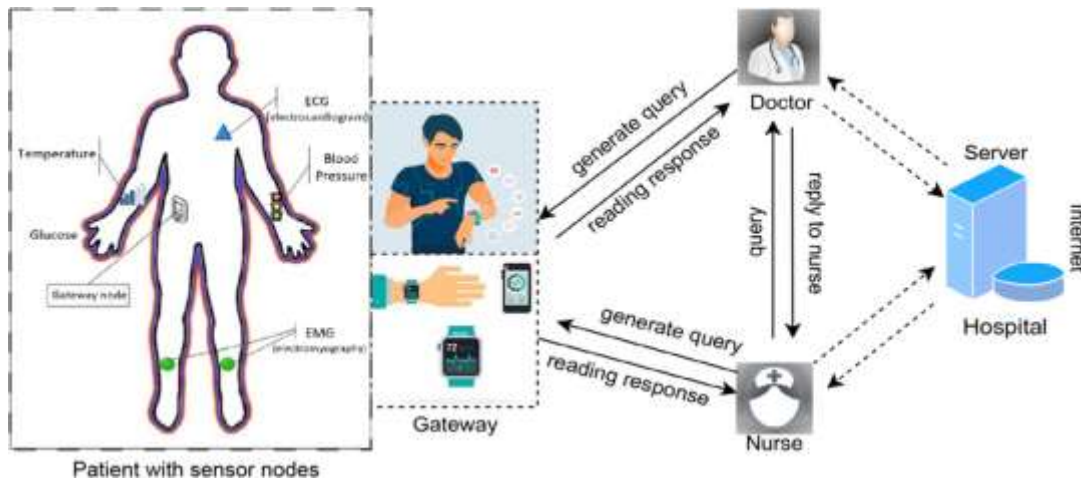 ECG
(electrocardiogram)
Temperature
Blood
Pressure
Glucose
Gateway node
EMG
(electromyography)
Patient with sensor nodes
Gateway
72
generate query
reading response
generate query
reading response
Doctor
query
reply to nurse
Nurse
Server
Internet
Hospital